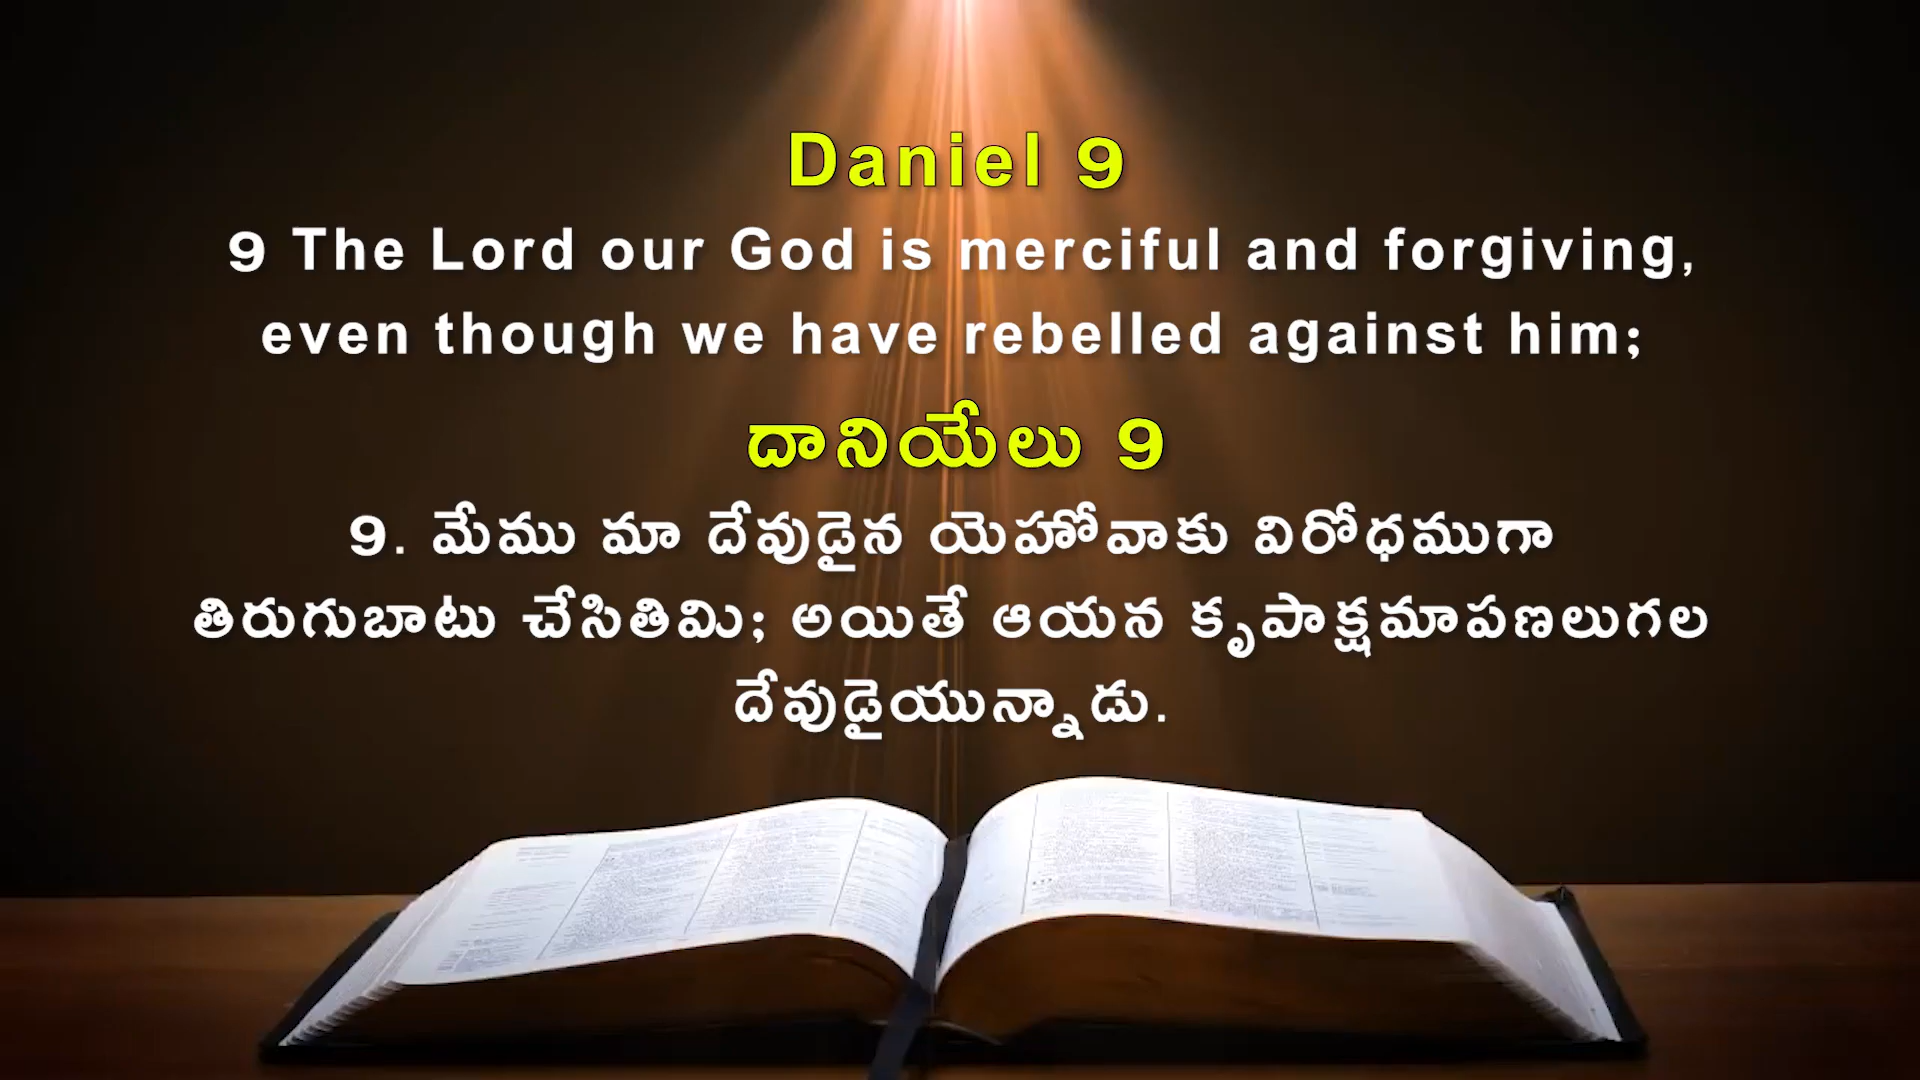 Daniel 9
9 The Lord our God is merciful and forgiving,
even though we have rebelled against him;
దానియేలు 9
9. మేము మా దేవుడైన యెహోవాకు విరోధముగా
తిరుగుబాటు చేసితివిు; అయితే ఆయన కృపాక్షమాపణలుగల
దేవుడైయున్నాడు.